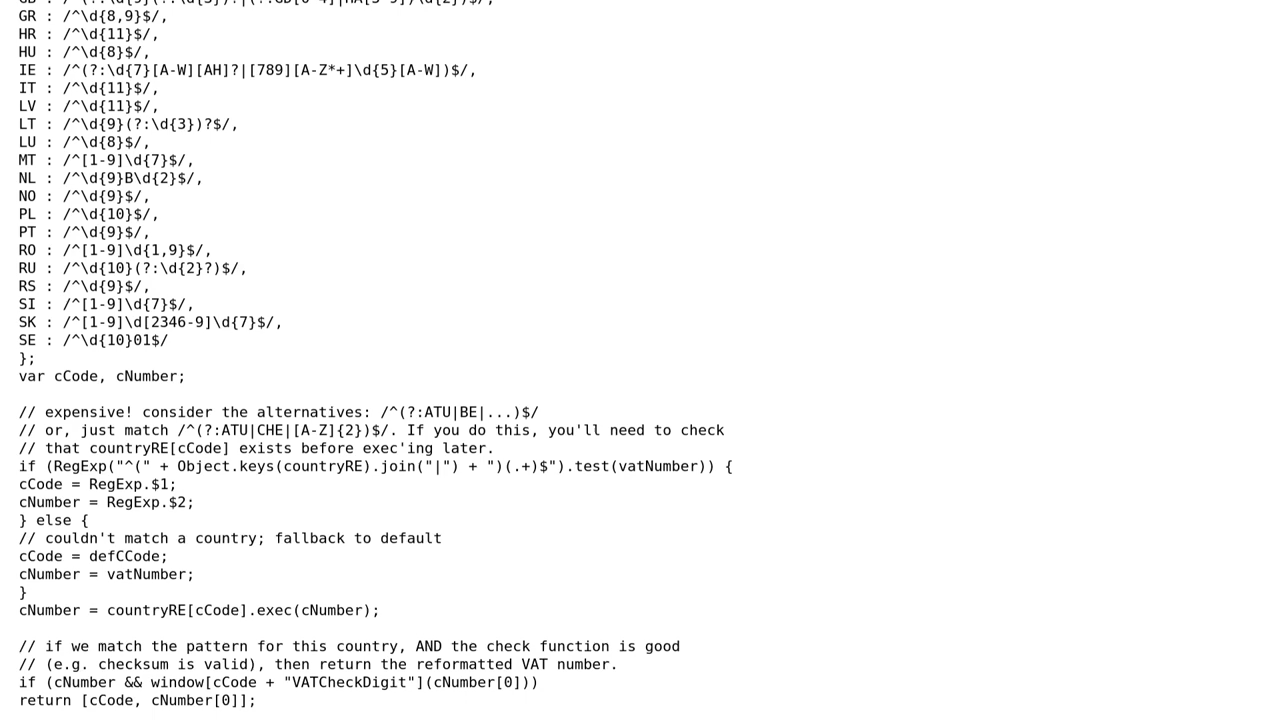 GR : /^\d{8,9}$/,
HR : /^\d{11}$/,
HU : /^\d{8}$/,
IE : /^(?:\d{7}[A-W][AH]?|[789][A-Z*+]\d{5}[A-W])$/,
IT : /^\d{11}$/,
LV : /^\d{11}$/,
LT : /^\d{9}(?:\d{3})?$/,
LU : /^\d{8}$/,
MT : /^[1-9]\d{7}$/,
NL : /^\d{9}B\d{2}$/,
NO : /^\d{9}$/,
PL : /^\d{10}$/,
PT : /^\d{9}$/,
RO : /^[1-9]\d{1,9}$/,
RU : /^\d{10}(?:\d{2}?)$/,
RS : /^\d{9}$/,
SI : /^[1-9]\d{7}$/,
SK : /^[1-9]\d[2346-9]\d{7}$/,
SE : /^\d{10}01$/
};
var cCode, cNumber;
// expensive! consider the alternatives: /^(?:ATU|BE|...)$/
// or, just match /^(?:ATU|CHE|[A-Z]{2})$/. If you do this, you'll need to check
// that countryRE[cCode] exists before exec'ing later.
if (RegExp("^(" + Object.keys(countryRE).join("|") + ")(.+)$").test(vatNumber)) {
cCode = RegExp.$1;
cNumber = RegExp.$2;
} else {
// couldn't match a country; fallback to default
cCode = defCCode;
cNumber = vatNumber;
}
cNumber = countryRE[cCode].exec(cNumber);
// if we match the pattern for this country, AND the check function is good
// (e.g. checksum is valid), then return the reformatted VAT number.
if (cNumber && window[cCode + "VATCheckDigit"](cNumber[0]))
return [cCode, cNumber[0]];